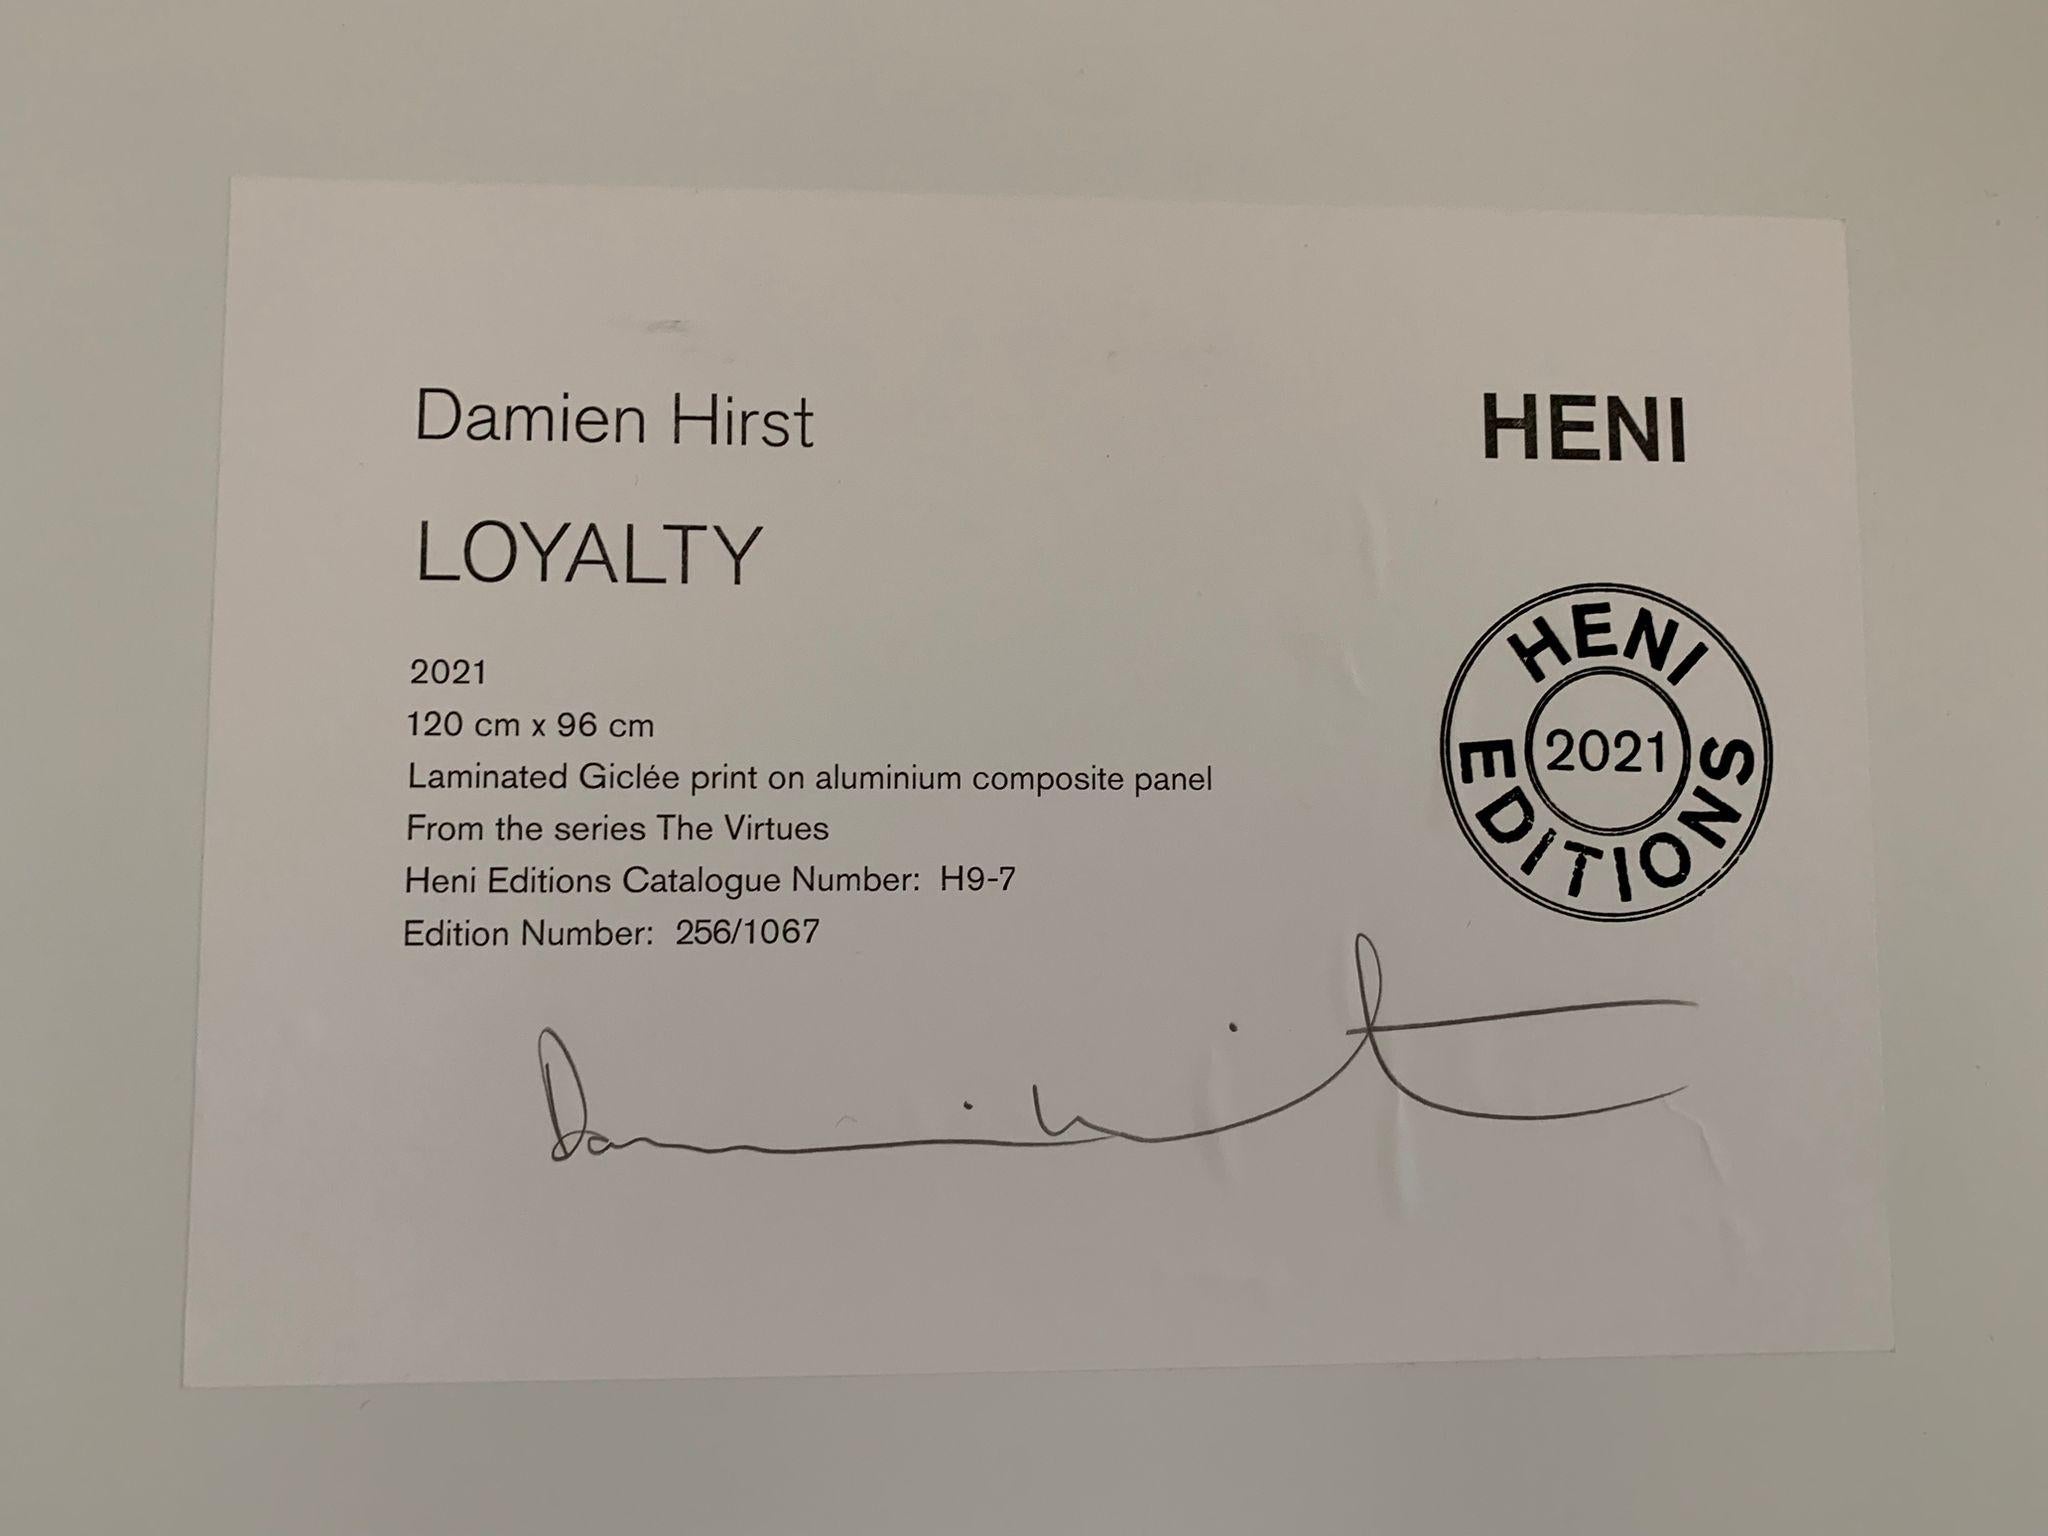 Damien Hirst
HENI
LOYALTY
HENI
EDITIONS
2021
2021
120 cm x 96 cm
Laminated Giclée print on aluminium composite panel
From the series The Virtues
Heni Editions Catalogue Number: H9-7
Edition Number: 256/1067